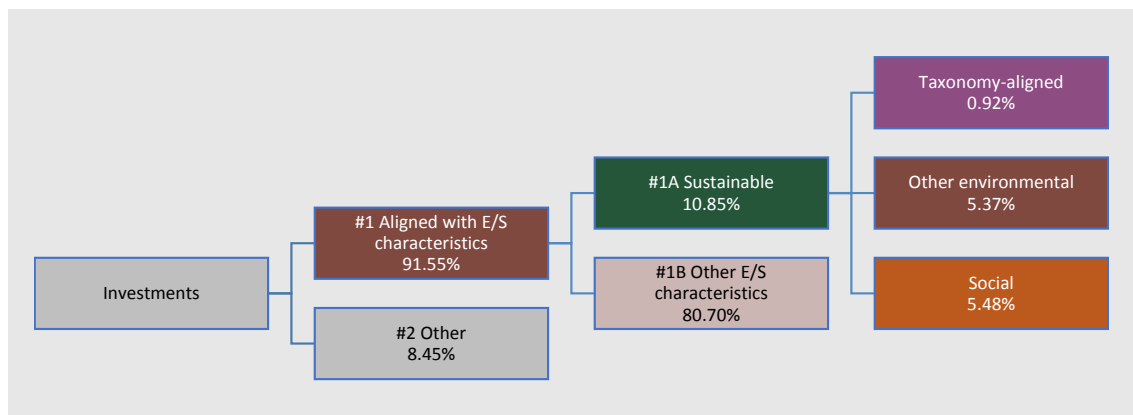 Investments
#1 Aligned with E/S
characteristics
91.55%
#2 Other
8.45%
#1A Sustainable
10.85%
#1B Other E/S
characteristics
80.70%
Taxonomy-aligned
0.92%
Other environmental
5.37%
Social
5.48%